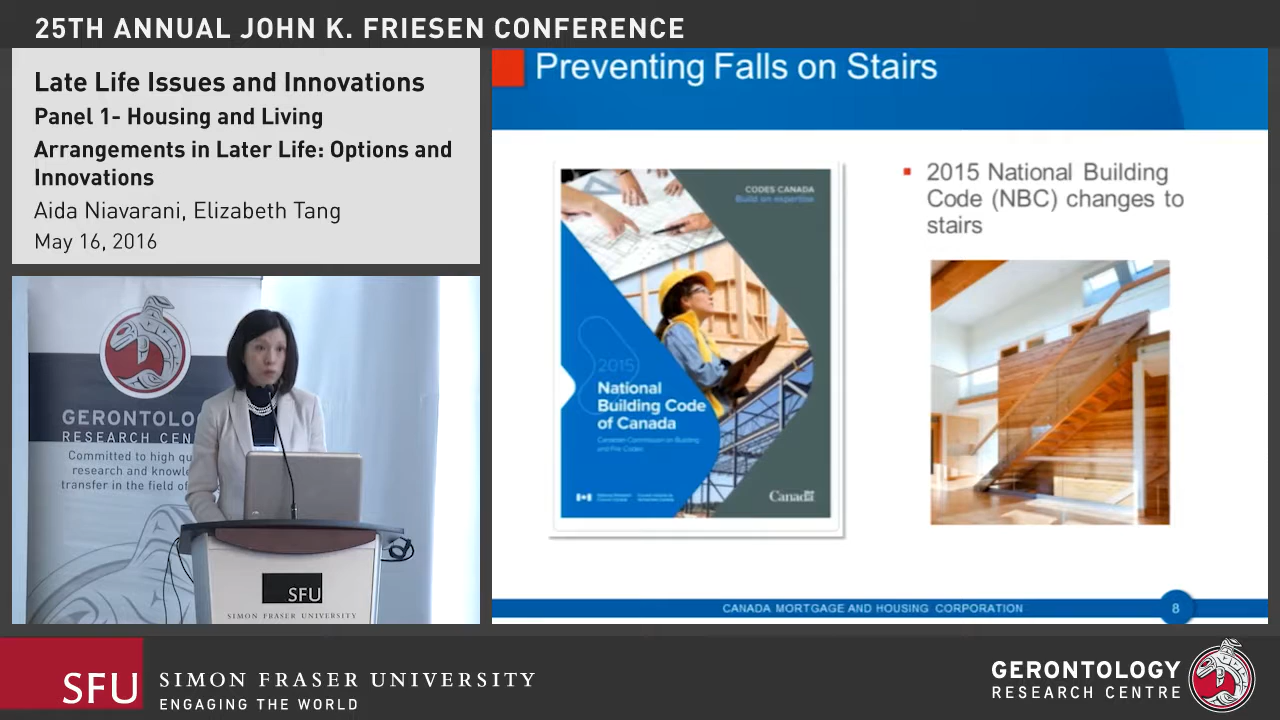 25TH ANNUAL JOHN K. FRIESEN CONFERENCE
Late Life Issues and Innovations
Panel 1- Housing and Living
Arrangements in Later Life: Options and
Innovations
Aida Niavarani, Elizabeth Tang
May 16, 2016
GERONTOLO
RESEARCH CEN
Committed to high qu
research and knowle
transfer in the field of
SFU
SIMON FRASER UNIVERSITY
Preventing Falls on Stairs
CODES CANADA
Build on expertise
2015
National
Building Code
of Canada
Canadian Commission on Building
and Fire Codes
Canada
2015 National Building
Code (NBC) changes to
stairs
CANADA MORTGAGE AND HOUSING CORPORATION
8
SFU
SIMON FRASER UNIVERSITY
ENGAGING THE WORLD
GERONTOLOGY
RESEARCH CENTRE